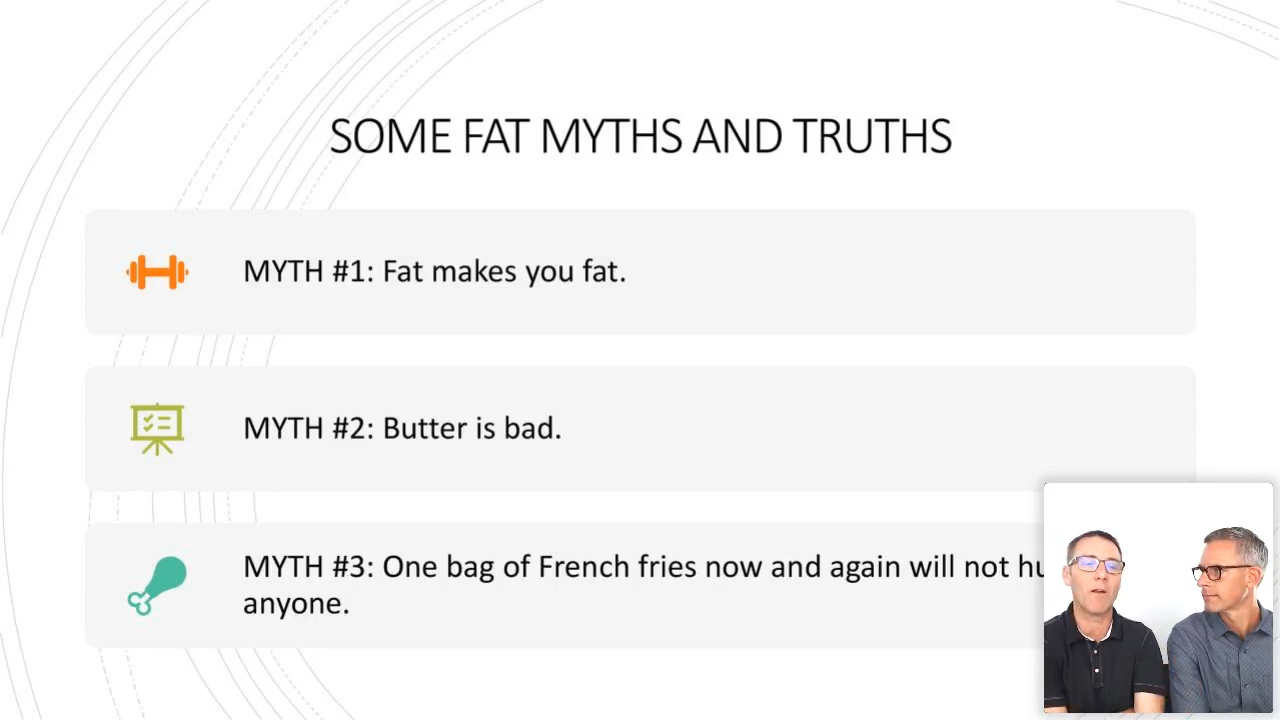 SOME FAT MYTHS AND TRUTHS
MYTH #1: Fat makes you fat.
MYTH #2: Butter is bad.
MYTH #3: One bag of French fries now and again will not
anyone.